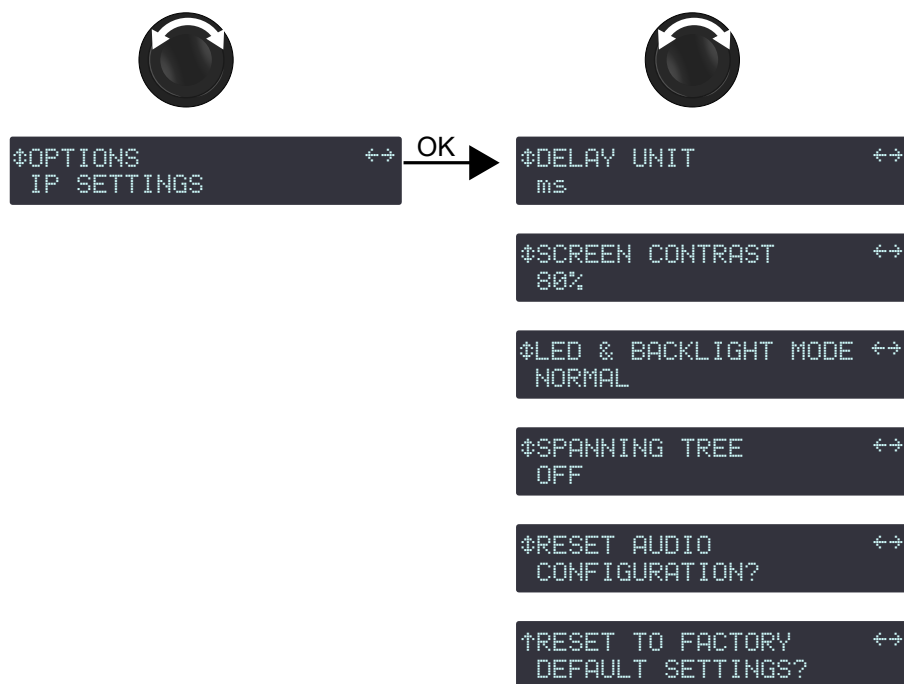 ↕OPTIONS ←→
IP SETTINGS
OK
↕DELAY UNIT ←→
ms
↕SCREEN CONTRAST ←→
80%
↕LED & BACKLIGHT MODE ←→
NORMAL
↕SPANNING TREE ←→
OFF
↕RESET AUDIO ←→
CONFIGURATION?
↑RESET TO FACTORY ←→
DEFAULT SETTINGS?